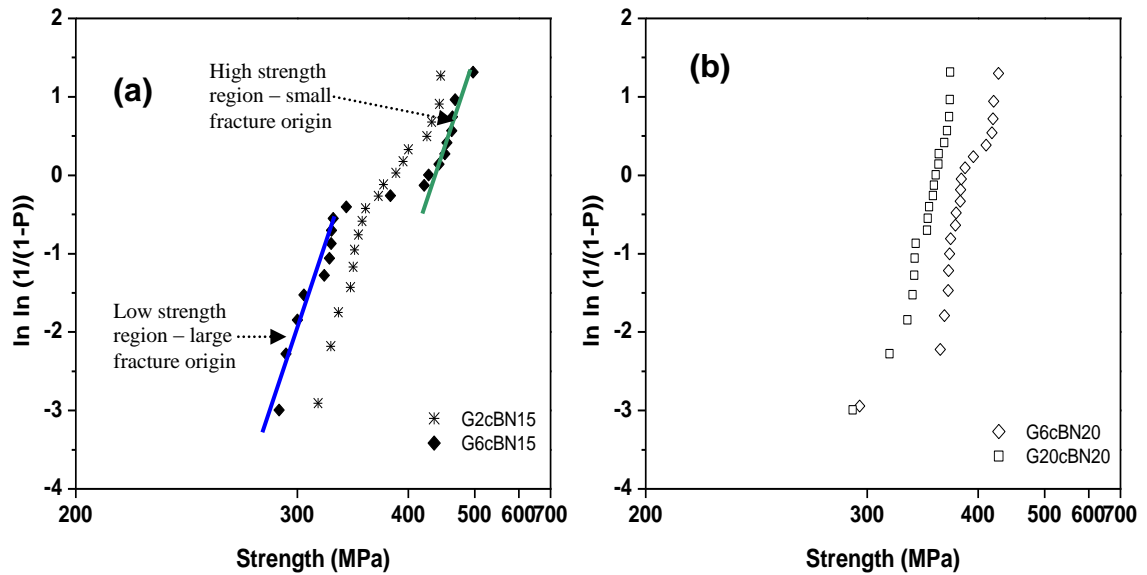 (a)
High strength
region – small
fracture origin
Low strength
region – large
fracture origin
G2cBN15
G6cBN15
2
1
0
-1
-2
-3
-4
200
300
400
500
600
700
ln ln (1/(1-P))
Strength (MPa)
(b)
G6cBN20
G20cBN20
2
1
0
-1
-2
-3
-4
200
300
400
500
600
700
ln ln (1/(1-P))
Strength (MPa)